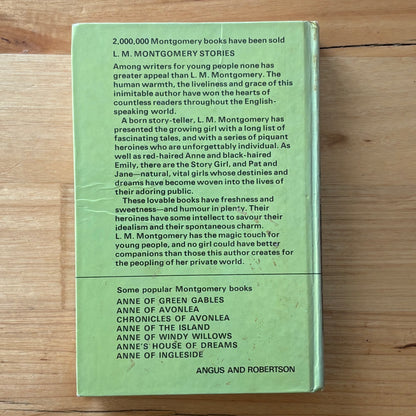 2,000,000 Montgomery books have been sold
L. M. MONTGOMERY STORIES
Among writers for young people none has
greater appeal than L. M. Montgomery. The
human warmth, the liveliness and grace of this
inimitable author have won the hearts of
countless readers throughout the English-
speaking world.
A born story-teller, L. M. Montgomery has
presented the growing girl with a long list of
fascinating tales, and with a series of piquant
heroines who are unforgettably individual. As
well as red-haired Anne and black-haired
Emily, there are the Story Girl, and Pat and
Jane—natural, vital girls whose destinies and
dreams have become woven into the lives of
their adoring public.
These lovable books have freshness and
sweetness—and humour in plenty. Their
heroines have some intellect to savour their
idealism and their spontaneous charm.
L. M. Montgomery has the magic touch for
young people, and no girl could have better
companions than those this author creates for
the peopling of her private world.
Some popular Montgomery books
ANNE OF GREEN GABLES
ANNE OF AVONLEA
CHRONICLES OF AVONLEA
ANNE OF THE ISLAND
ANNE OF WINDY WILLOWS
ANNE'S HOUSE OF DREAMS
ANNE OF INGLESIDE
ANGUS AND ROBERTSON